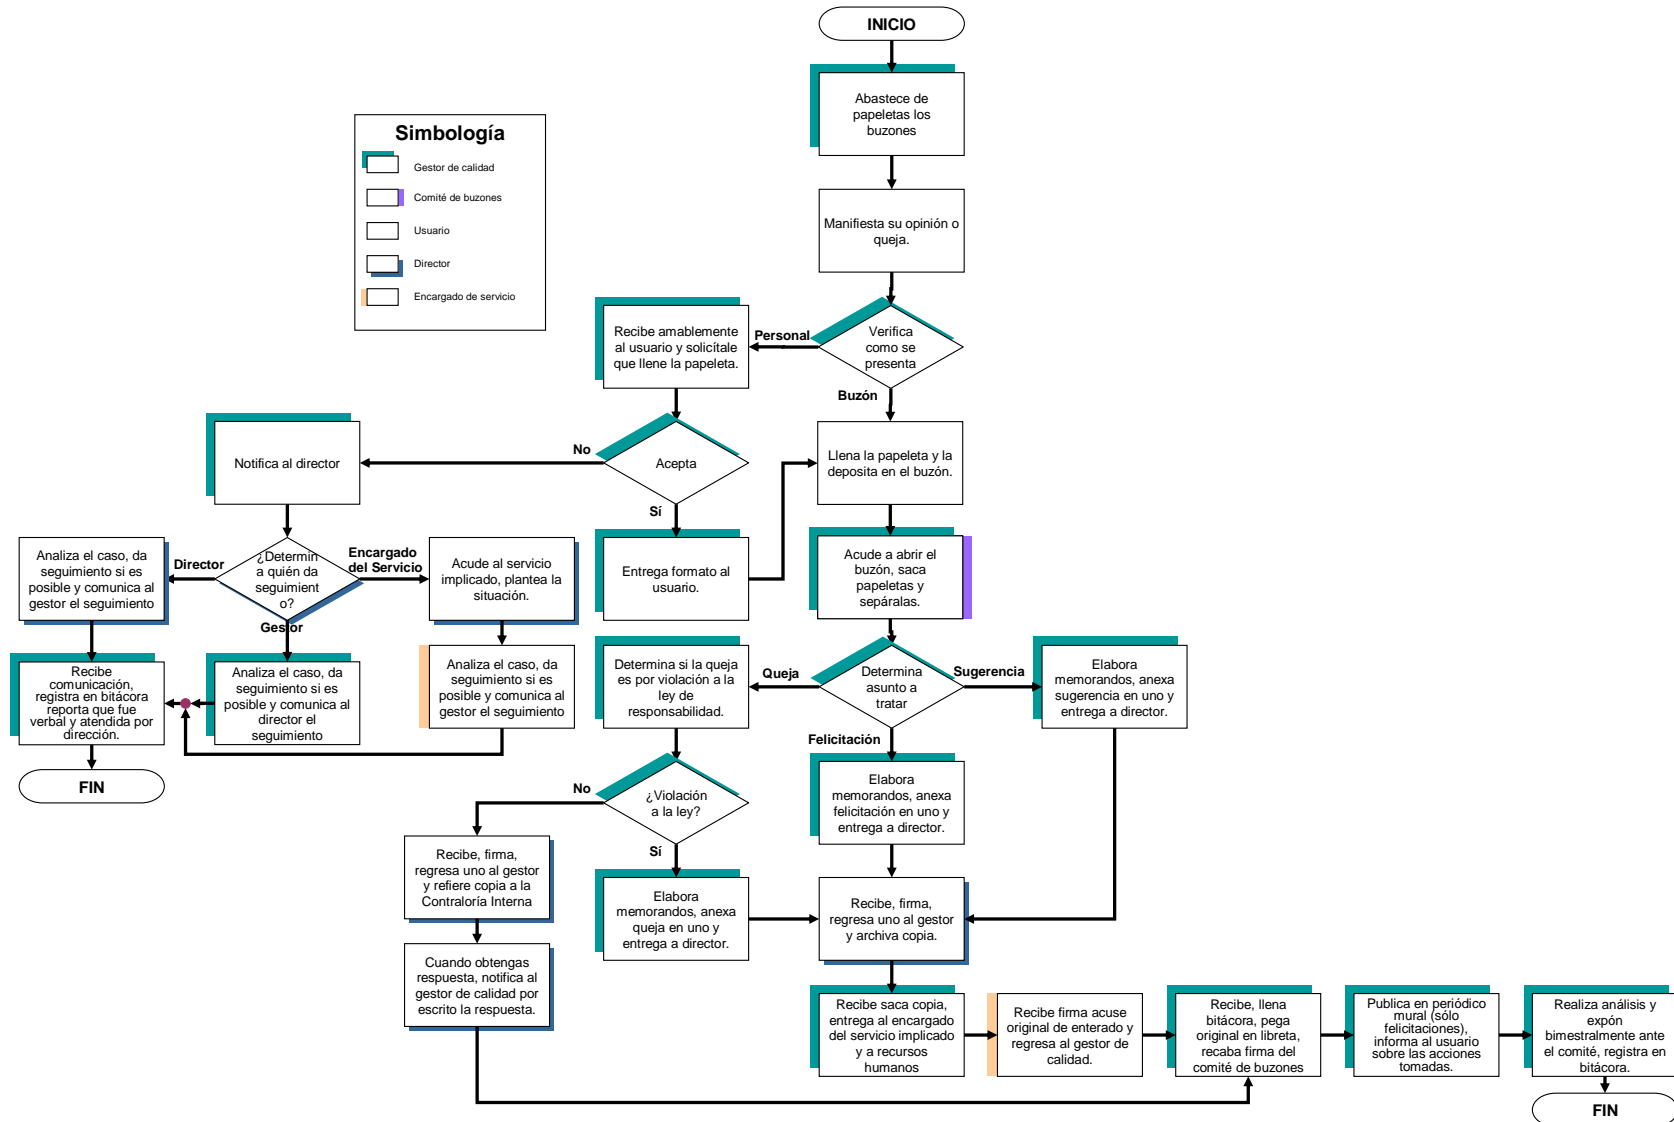 INICIO
Abastece de
papeletas los
buzones
Simbología
Gestor de calidad
Comité de buzones
Usuario
Director
Encargado de servicio
Manifiesta su opinión o
queja.
Verifica
como se
presenta
Personal
Buzón
Recibe amablemente
al usuario y solicítale
que llene la papeleta.
Acepta
No
Sí
Notifica al director
Llena la papeleta y la
deposita en el buzón.
Entrega formato al
usuario.
¿Determin
a quién da
seguimient
o?
Director
Encargado
del Servicio
Gestor
Analiza el caso, da
seguimiento si es
posible y comunica al
gestor el seguimiento
Acude al servicio
implicado, plantea la
situación.
Acude a abrir el
buzón, saca
papeletas y
sepáralas.
Recibe
comunicación,
registra en bitácora
reporta que fue
verbal y atendida por
dirección.
Analiza el caso, da
seguimiento si es
posible y comunica al
director el
seguimiento
Analiza el caso, da
seguimiento si es
posible y comunica al
gestor el seguimiento
FIN
Determina si la queja
es por violación a la
ley de
responsabilidad.
Queja
Determina
asunto a
tratar
Sugerencia
Felicitación
Elabora
memorandos, anexa
sugerencia en uno y
entrega a director.
¿Violación
a la ley?
No
Sí
Elabora
memorandos, anexa
felicitación en uno y
entrega a director.
Recibe, firma,
regresa uno al gestor
y refiere copia a la
Contraloría Interna
Elabora
memorandos, anexa
queja en uno y
entrega a director.
Recibe, firma,
regresa uno al gestor
y archiva copia.
Cuando obtengas
respuesta, notifica al
gestor de calidad por
escrito la respuesta.
Recibe saca copia,
entrega al encargado
del servicio implicado
y a recursos
humanos
Recibe firma acuse
original de enterado y
regresa al gestor de
calidad.
Recibe, llena
bitácora, pega
original en libreta,
recaba firma del
comité de buzones
Publica en periódico
mural (sólo
felicitaciones),
informa al usuario
sobre las acciones
tomadas.
Realiza análisis y
expón
bimestralmente ante
el comité, registra en
bitácora.
FIN